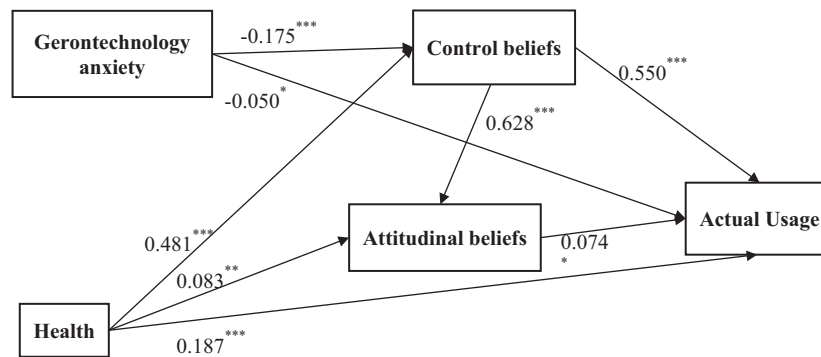 Gerontechnology
anxiety
-0.175***
Control beliefs
0.550***
-0.050*
0.628***
Attitudinal beliefs
Actual Usage
0.074
*
0.481***
0.083**
Health
0.187***